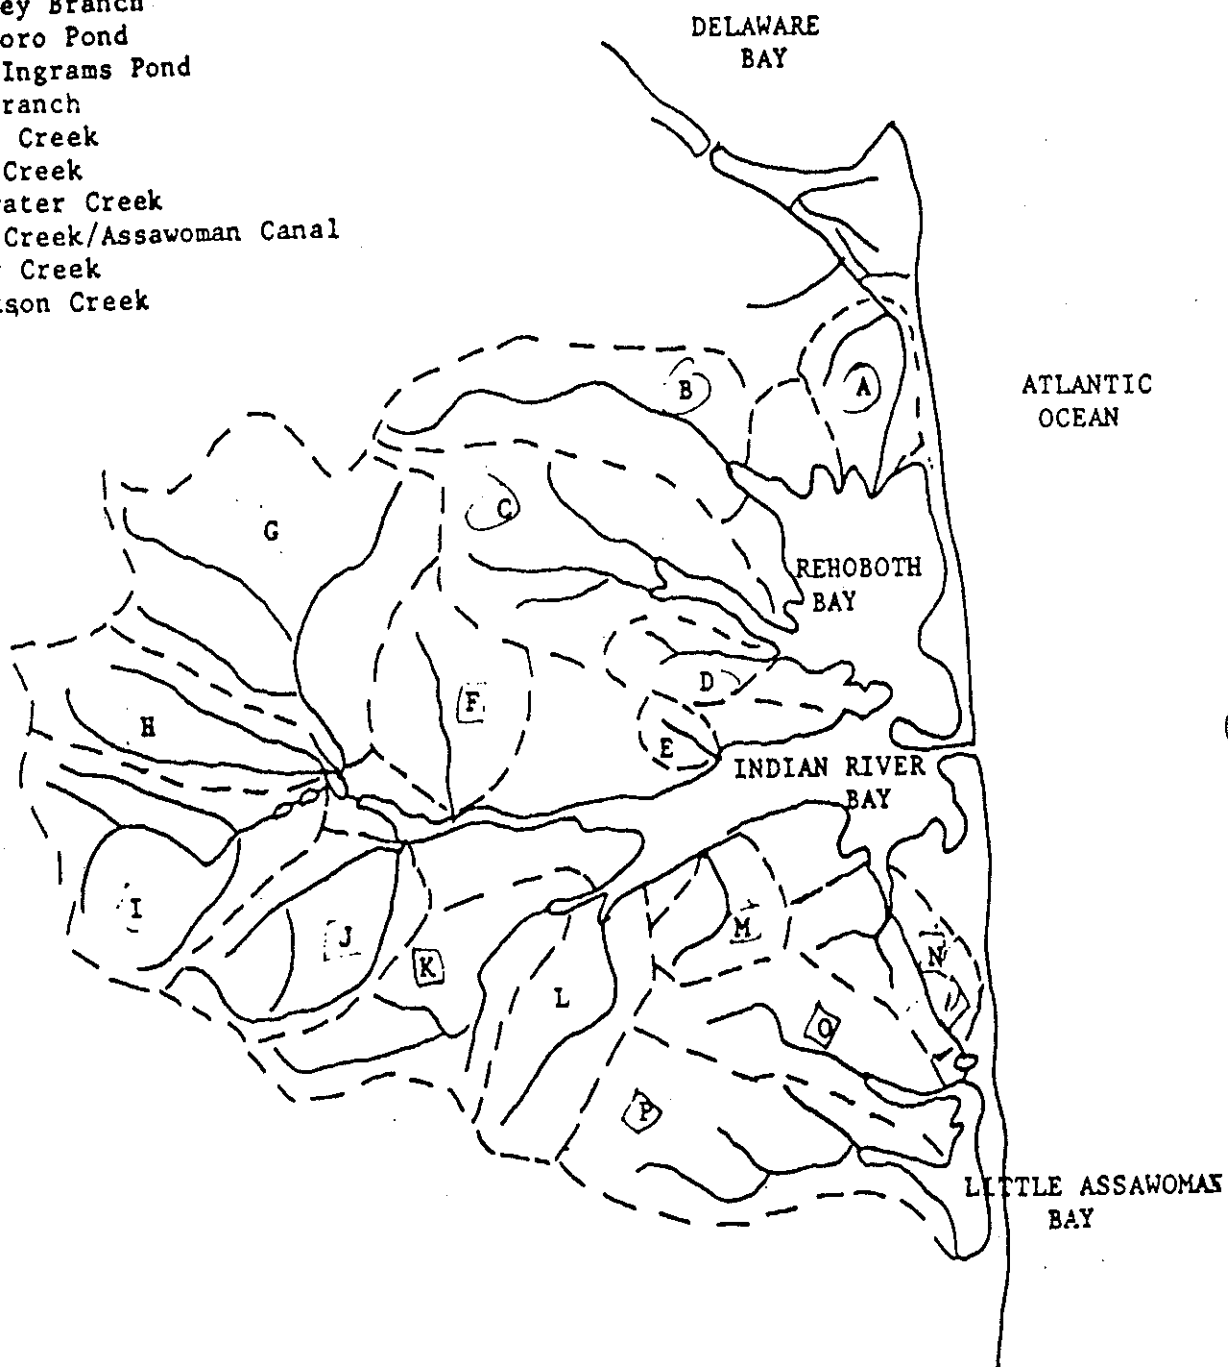 ey Branch
oro Pond
Ingrams Pond
ranch
Creek
Creek
ater Creek
Creek/Assawoman Canal
Creek
son Creek
DELAWARE
BAY
ATLANTIC
OCEAN
A
B
C
G
REHOBOTH
BAY
D
F
H
E
INDIAN RIVER
BAY
I
J
K
L
M
N
O
P
LITTLE ASSAWOMAN
BAY